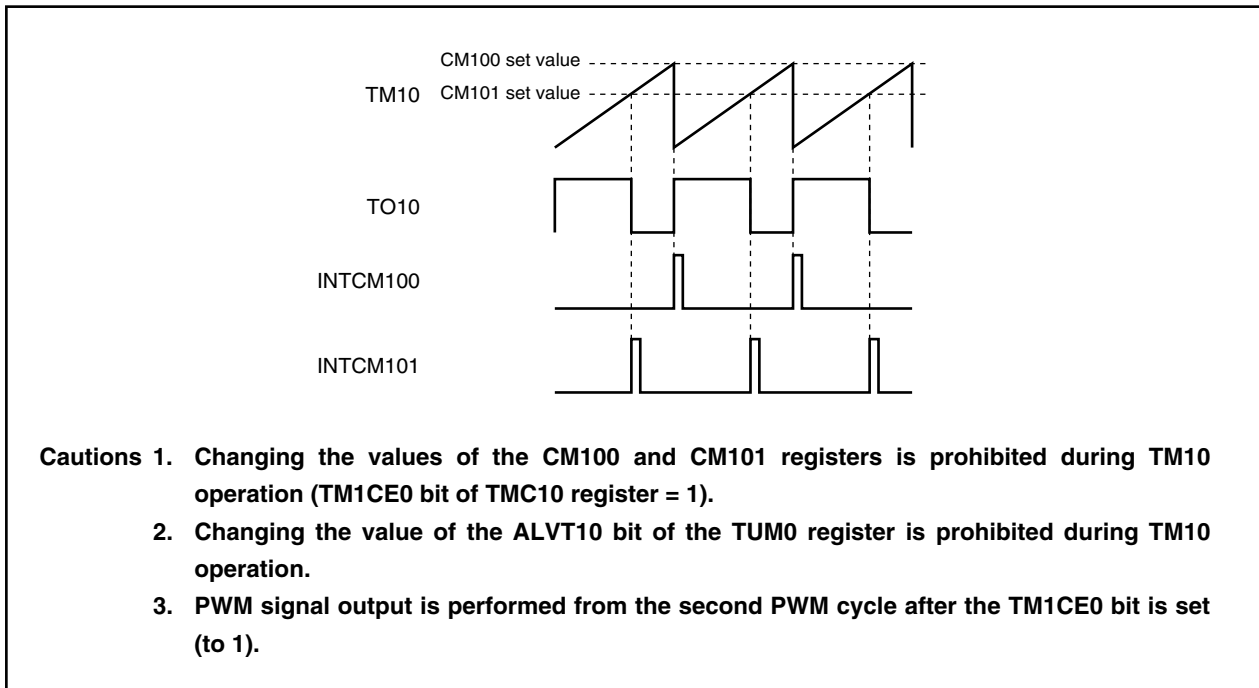 CM100 set value
TM10 CM101 set value
TO10
INTCM100
INTCM101
Cautions 1. Changing the values of the CM100 and CM101 registers is prohibited during TM10
operation (TM1CE0 bit of TMC10 register = 1).
2. Changing the value of the ALVT10 bit of the TUM0 register is prohibited during TM10
operation.
3. PWM signal output is performed from the second PWM cycle after the TM1CE0 bit is set
(to 1).